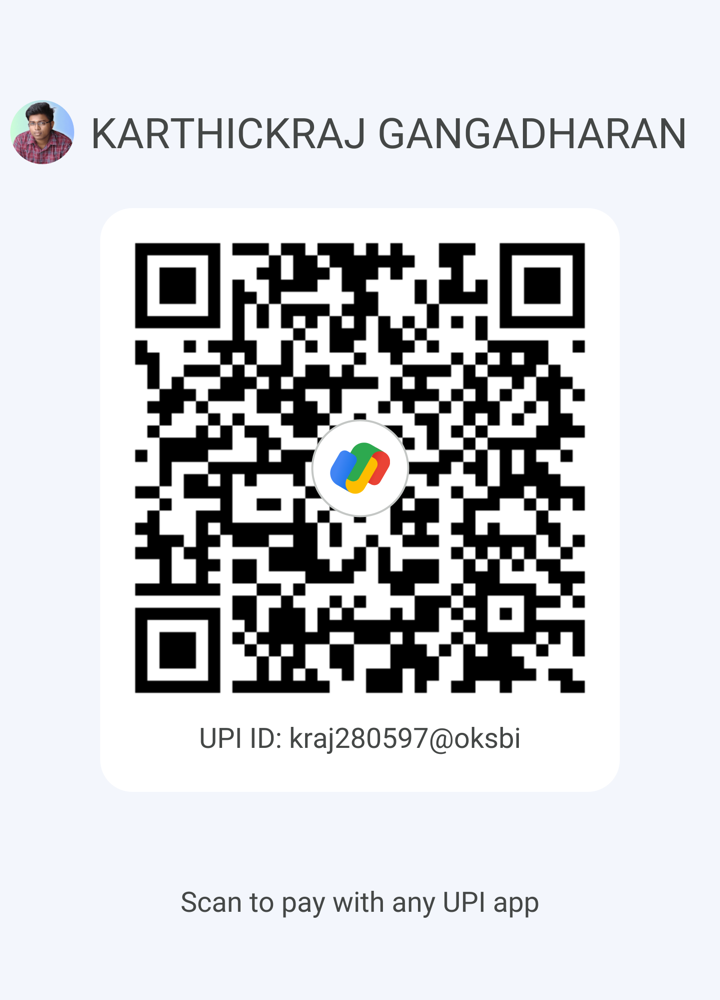 KARTHICKRAJ GANGADHARAN
UPI ID: kraj280597@oksbi
Scan to pay with any UPI app